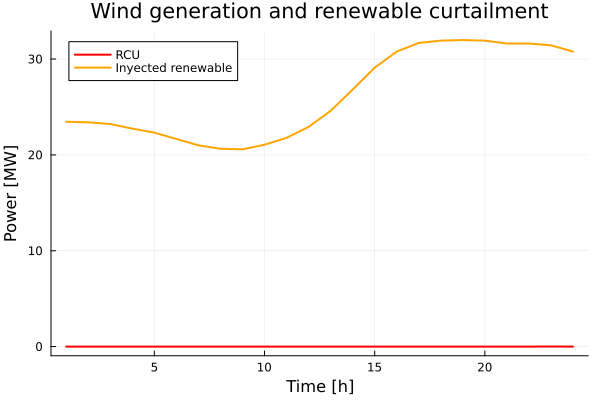 Wind generation and renewable curtailment
RCU
Inyected renewable
Power [MW]
30
20
10
0
5
10
15
20
Time [h]